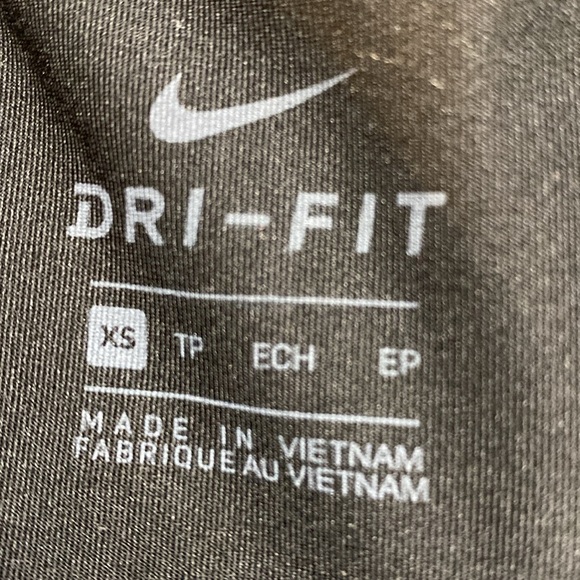 DRI-FIT
XS TP ECH EP
MADE IN VIETNAM
FABRIQUE AU VIETNAM